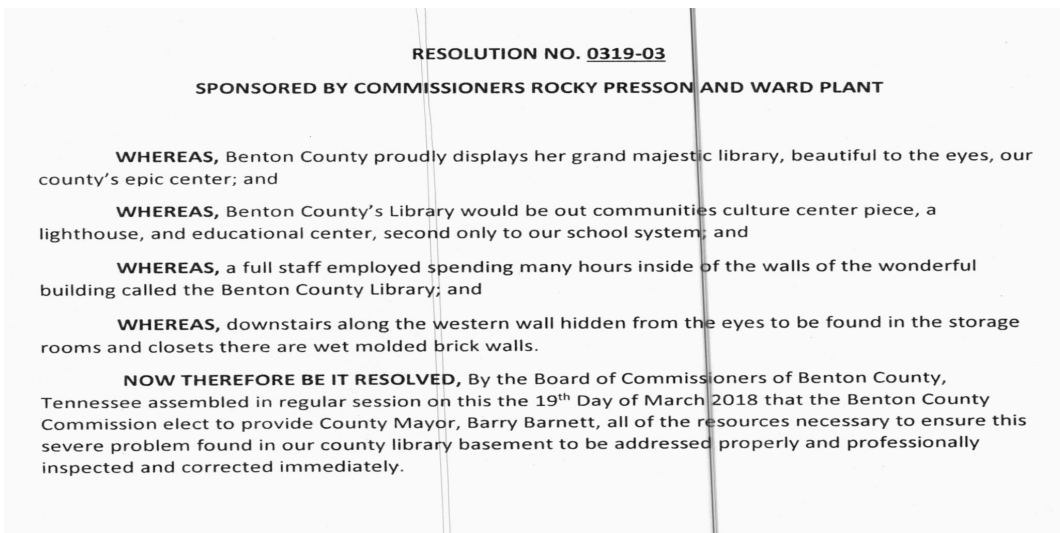 RESOLUTION NO. 0319-03
SPONSORED BY COMMISSIONERS ROCKY PRESSON AND WARD PLANT
WHEREAS, Benton County proudly displays her grand majestic library, beautiful to the eyes, our
county's epic center; and
WHEREAS, Benton County's Library would be out communities culture center piece, a
lighthouse, and educational center, second only to our school system; and
WHEREAS, a full staff employed spending many hours inside of the walls of the wonderful
building called the Benton County Library; and
WHEREAS, downstairs along the western wall hidden from the eyes to be found in the storage
rooms and closets there are wet molded brick walls.
NOW THEREFORE BE IT RESOLVED, By the Board of Commissioners of Benton County,
Tennessee assembled in regular session on this the 19th Day of March 2018 that the Benton County
Commission elect to provide County Mayor, Barry Barnett, all of the resources necessary to ensure this
severe problem found in our county library basement to be addressed properly and professionally
inspected and corrected immediately.